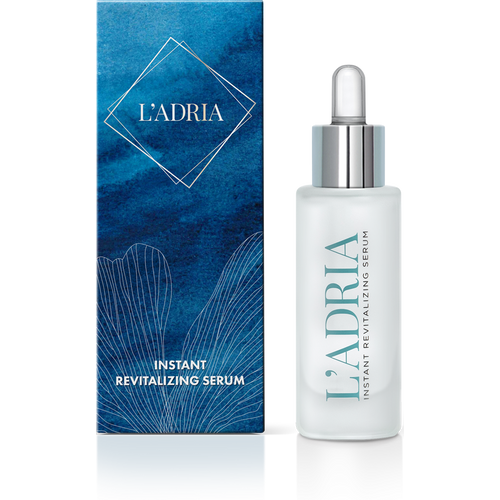 L'ADRIA
INSTANT
REVITALIZING SERUM
L'ADRIA
INSTANT REVITALIZING SERUM